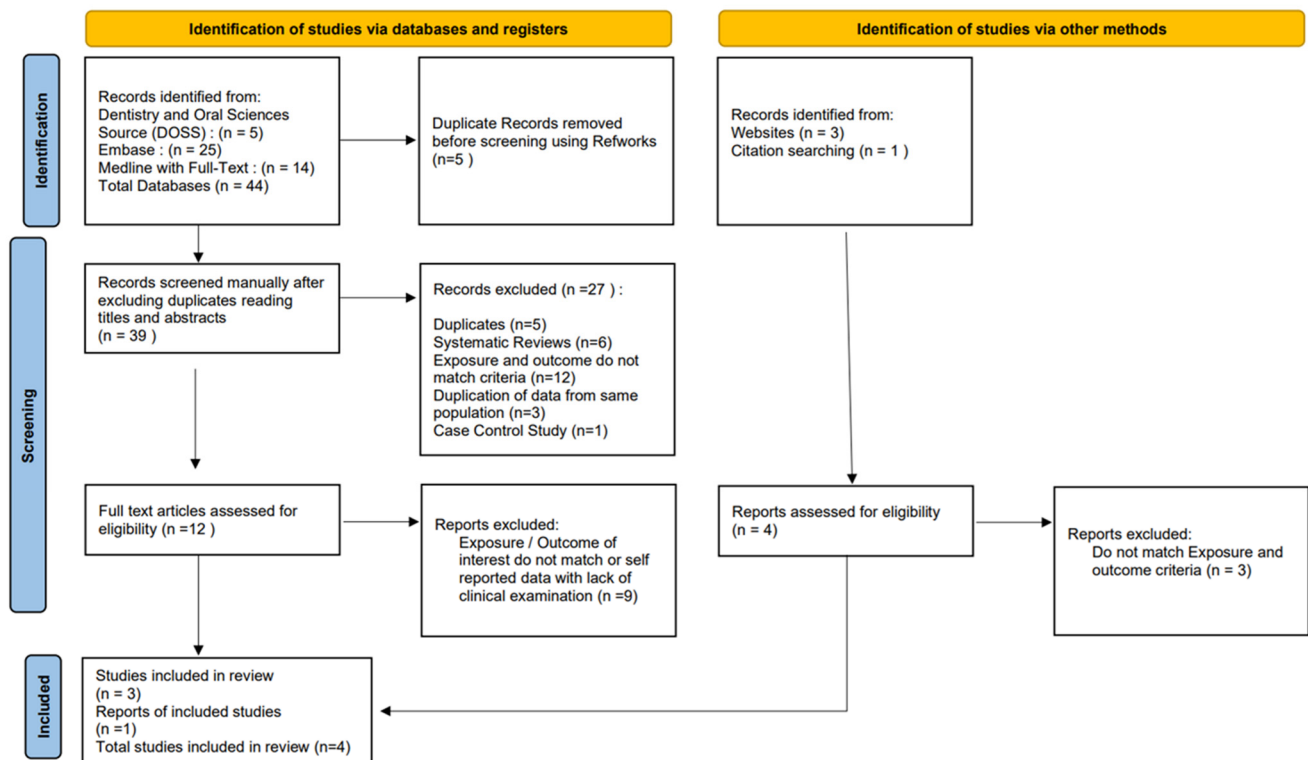 Identification of studies via databases and registers
Identification of studies via other methods
Identification
Records identified from:
Dentistry and Oral Sciences
Source (DOSS) : (n = 5)
Embase : (n = 25)
Medline with Full-Text : (n = 14)
Total Databases (n = 44)
Duplicate Records removed
before screening using Refworks
(n=5 )
Records identified from:
Websites (n = 3)
Citation searching (n = 1 )
Screening
Records screened manually after
excluding duplicates reading
titles and abstracts
(n = 39 )
Records excluded (n =27 ) :
Duplicates (n=5)
Systematic Reviews (n=6)
Exposure and outcome do not
match criteria (n=12)
Duplication of data from same
population (n=3)
Case Control Study (n=1)
Full text articles assessed for
eligibility (n =12 )
Reports excluded:
Exposure / Outcome of
interest do not match or self
reported data with lack of
clinical examination (n =9)
Reports assessed for eligibility
(n = 4)
Reports excluded:
Do not match Exposure and
outcome criteria (n = 3)
Included
Studies included in review
(n = 3)
Reports of included studies
(n =1)
Total studies included in review (n=4)